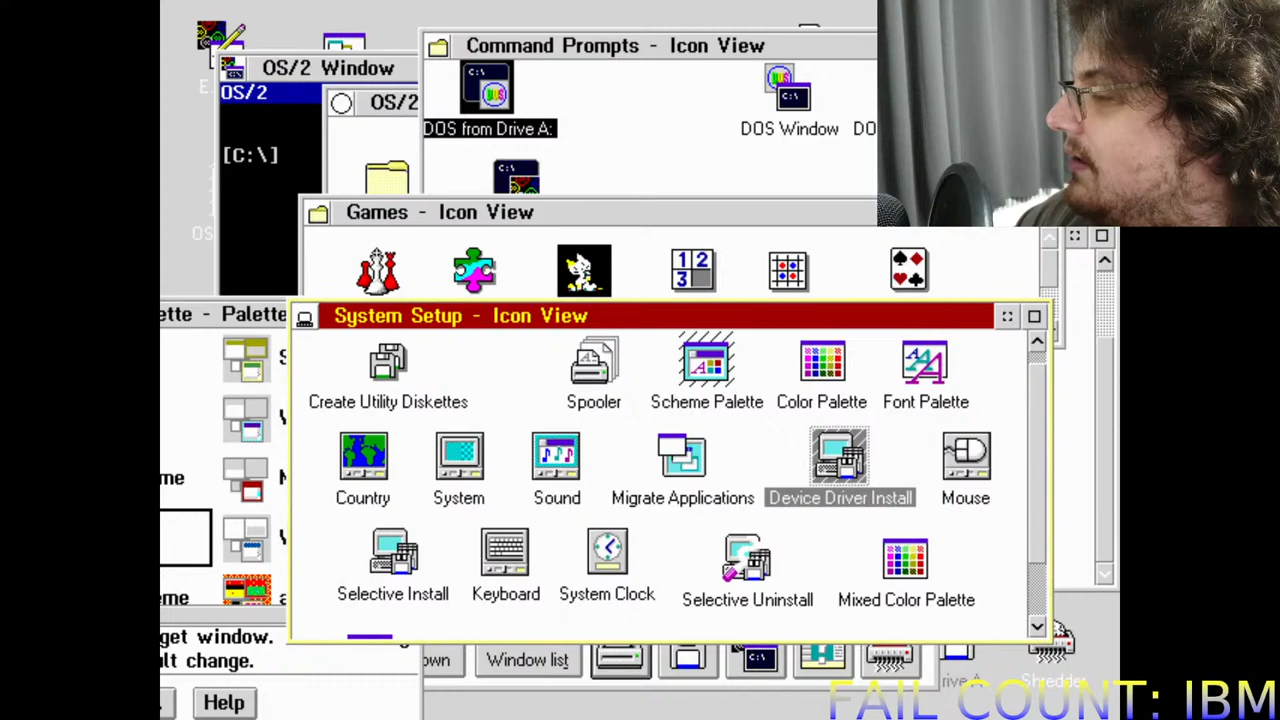 Command Prompts - Icon View
OS/2 Window
OS/2
OS/2
DOS from Drive A:
DOS Window
DO
[C:\]
OS
Games - Icon View
ette - Palette
System Setup - Icon View
Create Utility Diskettes
Spooler
Scheme Palette
Color Palette
Font Palette
Country
System
Sound
Migrate Applications
Device Driver Install
Mouse
me
Selective Install
Keyboard
System Clock
Selective Uninstall
Mixed Color Palette
eme
get window.
ult change.
own
Window list
rive A
Shredder
Help
FAIL COUNT: IBM